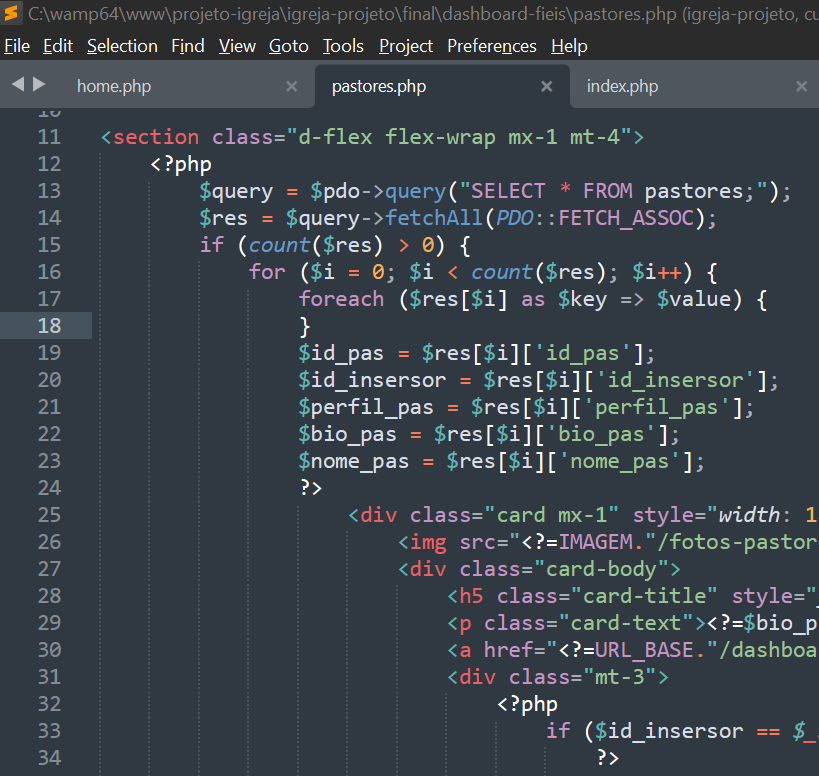 C:\wamp64\www\projeto-igreja\igreja-projeto\final\dashboard-fieis\pastores.php (igreja-projeto, cu
File Edit Selection Find View Goto Tools Project Preferences Help
home.php × pastores.php × index.php ×
10
11 <section class="d-flex flex-wrap mx-1 mt-4">
12 <?php
13 $query = $pdo->query("SELECT * FROM pastores;");
14 $res = $query->fetchAll(PDO::FETCH_ASSOC);
15 if (count($res) > 0) {
16 for ($i = 0; $i < count($res); $i++) {
17 foreach ($res[$i] as $key => $value) {
18 }
19 $id_pas = $res[$i]['id_pas'];
20 $id_insersor = $res[$i]['id_insersor'];
21 $perfil_pas = $res[$i]['perfil_pas'];
22 $bio_pas = $res[$i]['bio_pas'];
23 $nome_pas = $res[$i]['nome_pas'];
24 ?>
25 <div class="card mx-1" style="width: 1
26 <img src="<?=IMAGEM."/fotos-pastor
27 <div class="card-body">
28 <h5 class="card-title" style="
29 <p class="card-text"><?=$bio_p
30 <a href="<?=URL_BASE."/dashboa
31 <div class="mt-3">
32 <?php
33 if ($id_insersor == $_
34 ?>